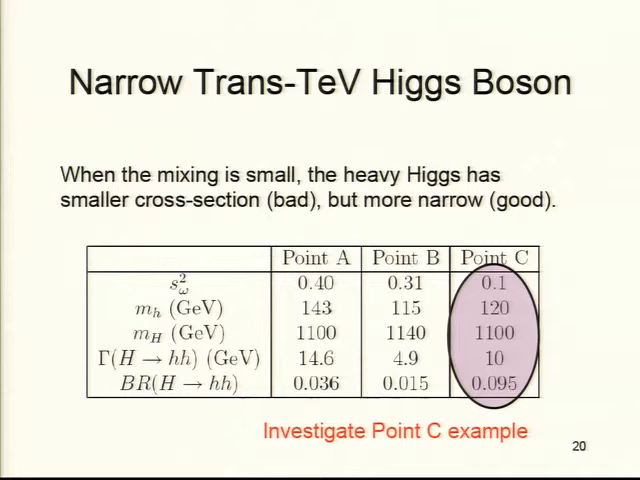 Narrow Trans-TeV Higgs Boson
When the mixing is small, the heavy Higgs has
smaller cross-section (bad), but more narrow (good).
Point A Point B Point C
s²_ω 0.40 0.31 0.1
m_h (GeV) 143 115 120
m_H (GeV) 1100 1140 1100
Γ(H → hh) (GeV) 14.6 4.9 10
BR(H → hh) 0.036 0.015 0.095
Investigate Point C example
20